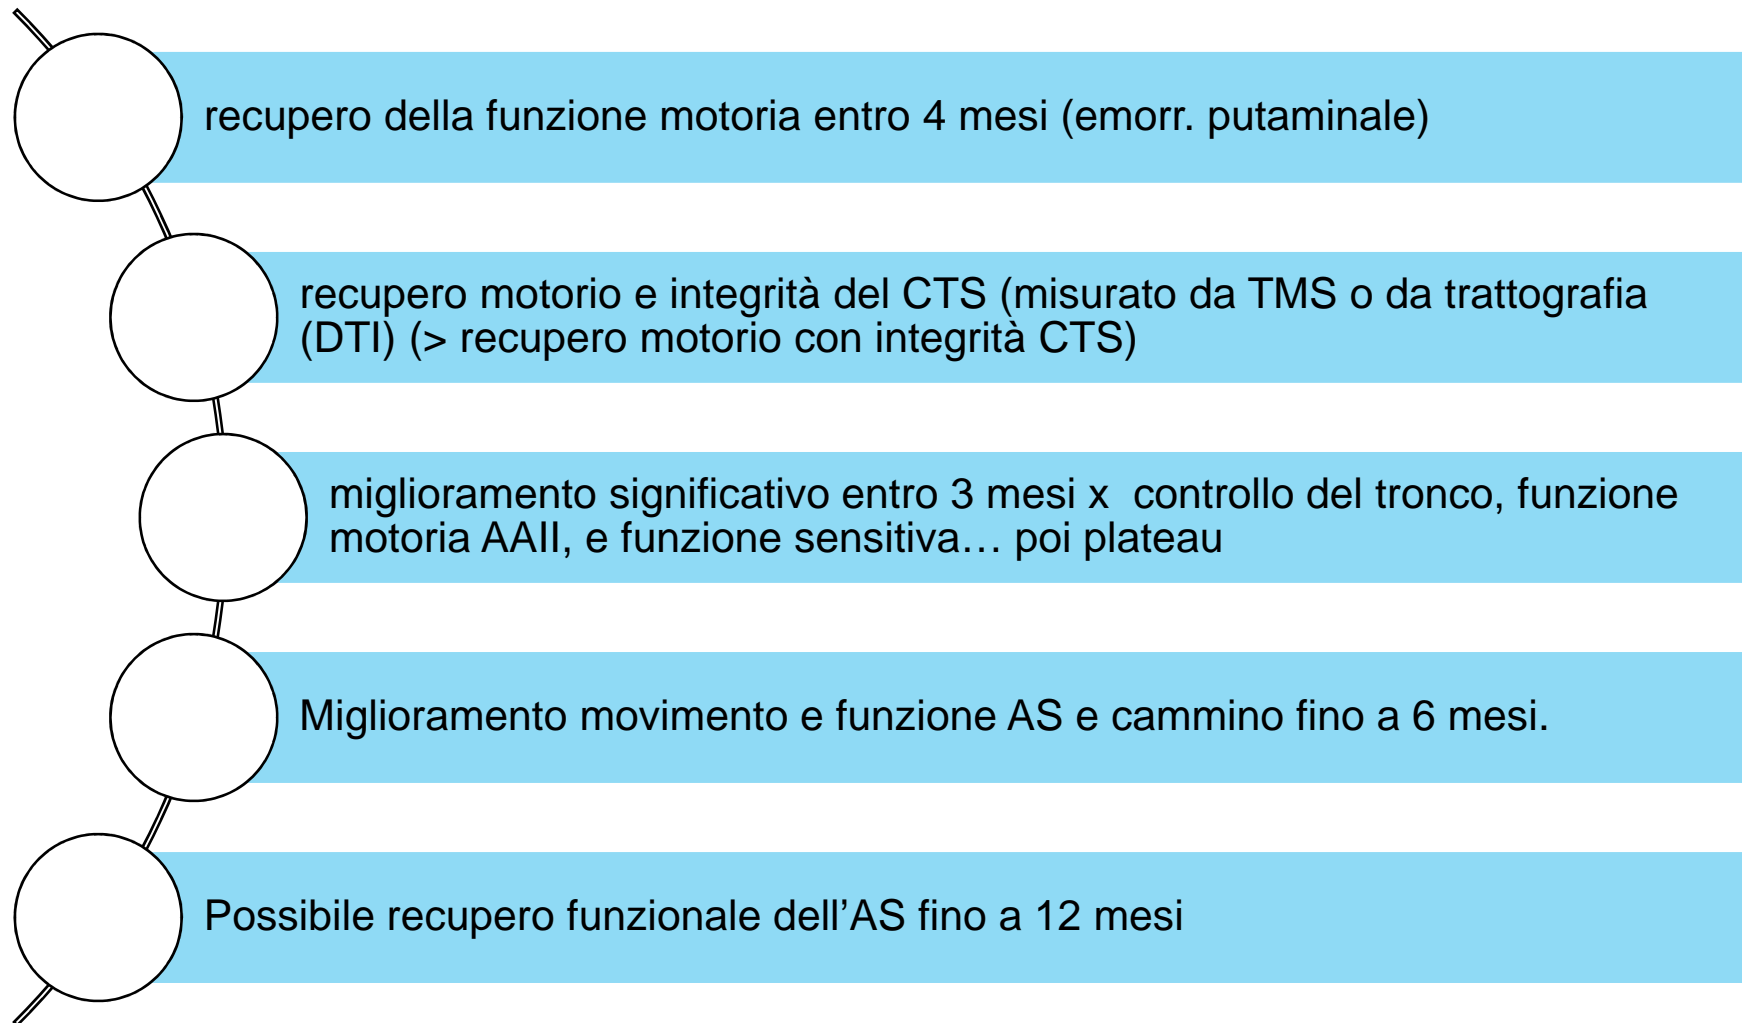 recupero della funzione motoria entro 4 mesi (emorr. putaminale)
recupero motorio e integrità del CTS (misurato da TMS o da trattografia
(DTI) (> recupero motorio con integrità CTS)
miglioramento significativo entro 3 mesi x  controllo del tronco, funzione
motoria AAII, e funzione sensitiva… poi plateau
Miglioramento movimento e funzione AS e cammino fino a 6 mesi.
Possibile recupero funzionale dell’AS fino a 12 mesi